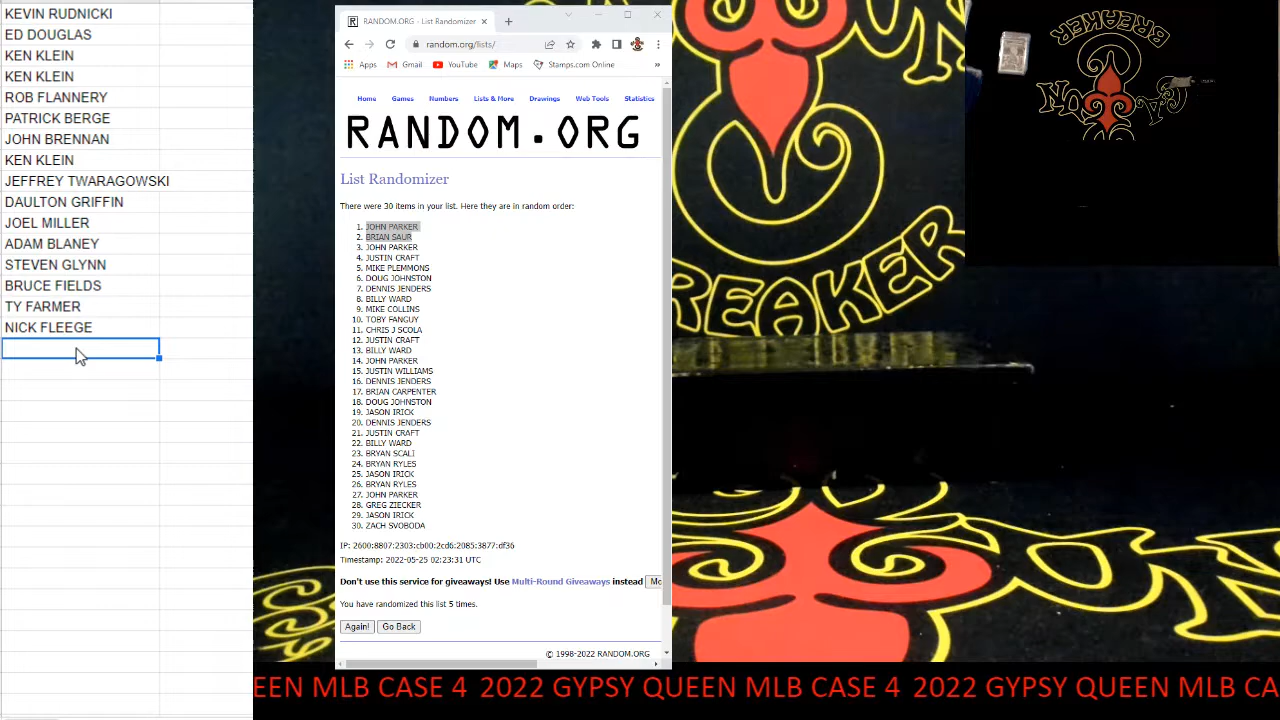 KEVIN RUDNICKI
ED DOUGLAS
KEN KLEIN
KEN KLEIN
ROB FLANNERY
PATRICK BERGE
JOHN BRENNAN
KEN KLEIN
JEFFREY TWARAGOWSKI
DAULTON GRIFFIN
JOEL MILLER
ADAM BLANEY
STEVEN GLYNN
BRUCE FIELDS
TY FARMER
NICK FLEEGE
RANDOM.ORG - List Randomizer
random.org/lists/
Apps Gmail YouTube Maps Stamps.com Online
Home Games Numbers Lists & More Drawings Web Tools Statistics
RANDOM.ORG
List Randomizer
There were 30 items in your list. Here they are in random order:
1. JOHN PARKER
2. BRIAN SAUR
3. JOHN PARKER
4. JUSTIN CRAFT
5. MIKE PLEMMONS
6. DOUG JOHNSTON
7. DENNIS JENDERS
8. BILLY WARD
9. MIKE COLLINS
10. TOBY FANGUY
11. CHRIS J SCOLA
12. JUSTIN CRAFT
13. BILLY WARD
14. JOHN PARKER
15. JUSTIN WILLIAMS
16. DENNIS JENDERS
17. BRIAN CARPENTER
18. DOUG JOHNSTON
19. JASON IRICK
20. DENNIS JENDERS
21. JUSTIN CRAFT
22. BILLY WARD
23. BRYAN SCALI
24. BRYAN RYLES
25. JASON IRICK
26. BRYAN RYLES
27. JOHN PARKER
28. GREG ZIECKER
29. JASON IRICK
30. ZACH SVOBODA
IP: 2600:8807:2303:cb00:2cd6:2085:3877:df36
Timestamp: 2022-05-25 02:23:31 UTC
Don't use this service for giveaways! Use Multi-Round Giveaways instead Mo
You have randomized this list 5 times.
Again! Go Back
© 1998-2022 RANDOM.ORG
BREAKER
REAKER
EEN MLB CASE 4 2022 GYPSY QUEEN MLB CASE 4 2022 GYPSY QUEEN MLB CA